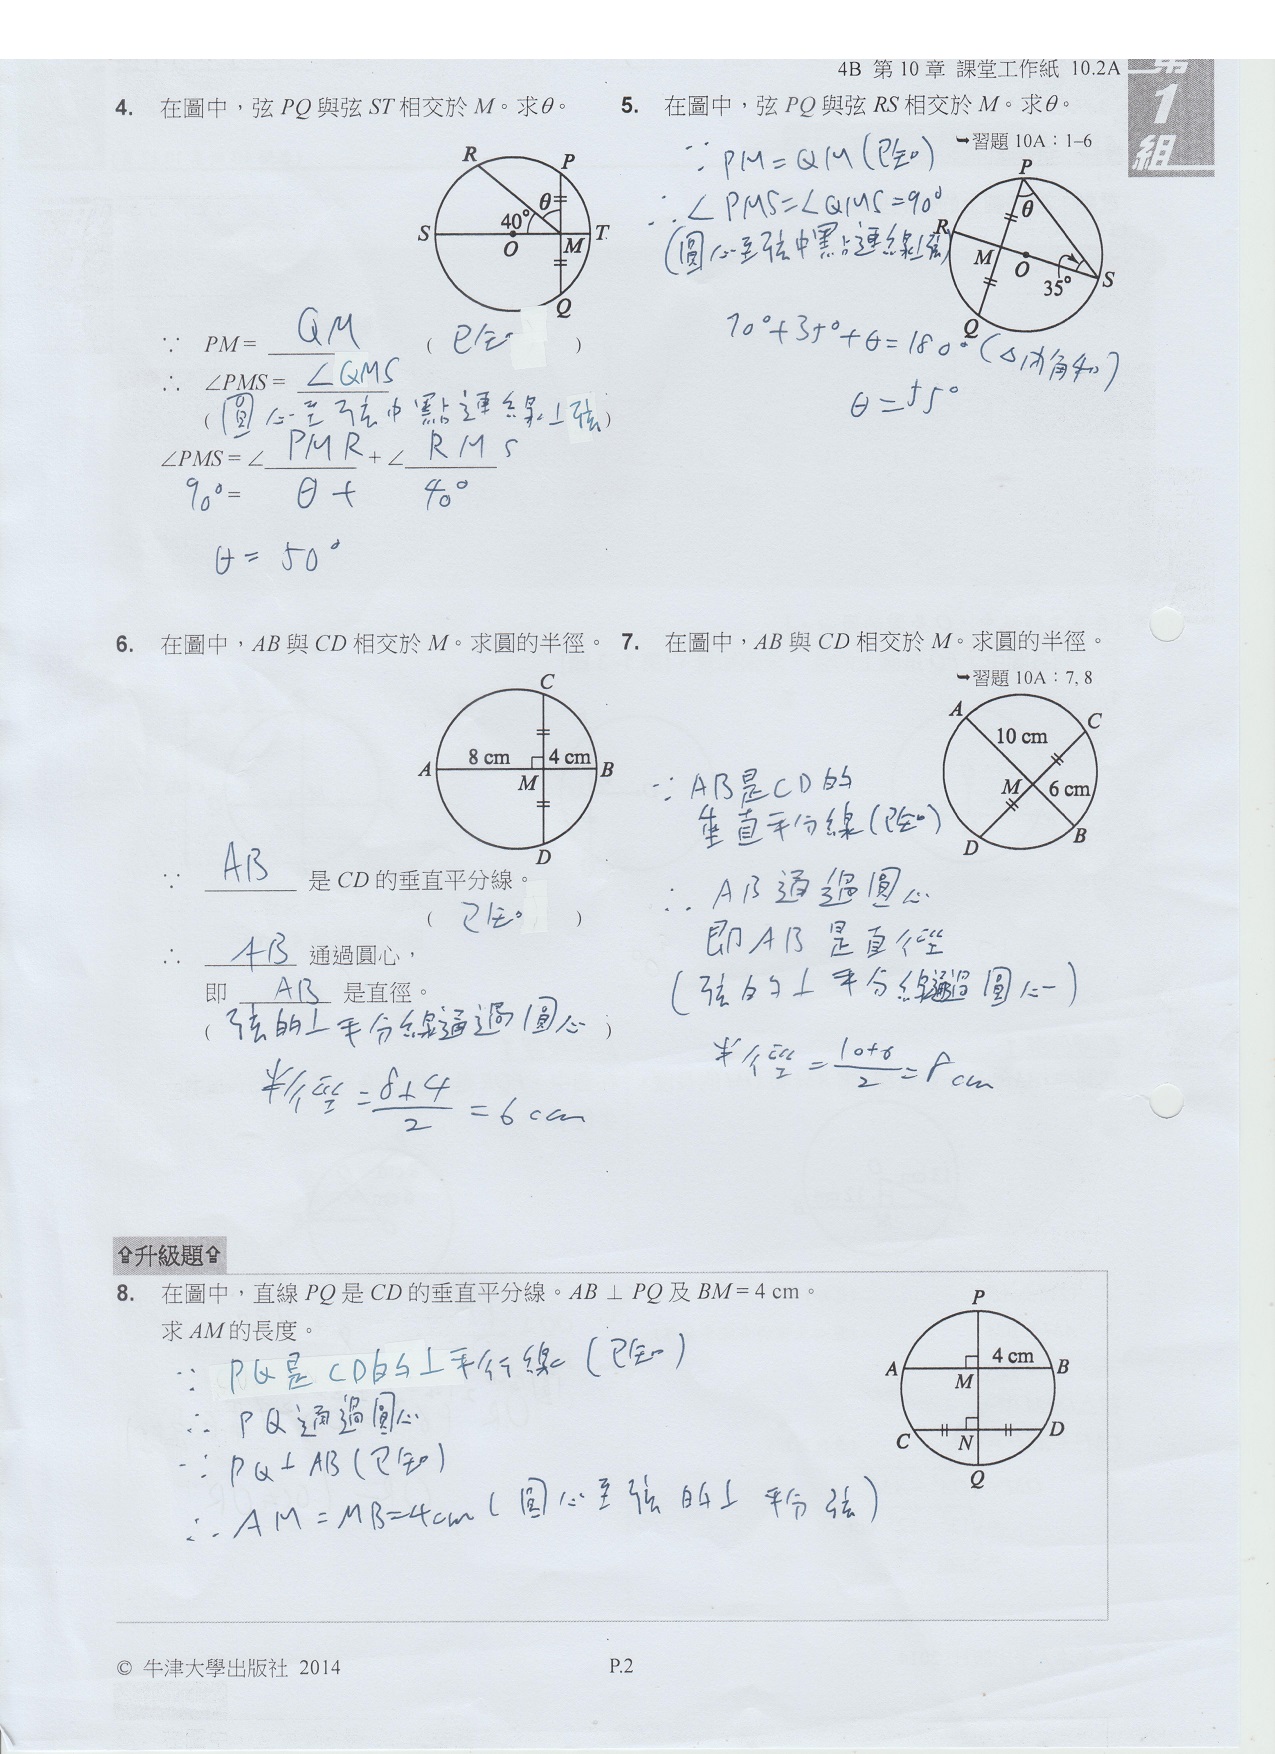 4B 第 10 章 課堂工作紙 10.2A
第
1
組
4. 在圖中，弦 PQ 與弦 ST 相交於 M。求θ。
R
P
θ
40°
S
O
M
T
Q
∵ PM = QM ( 已知 )
∴ ∠PMS = ∠QMS
( 圓心至弦中點連線⊥弦 )
∠PMS = ∠PMR + ∠RMS
90° = θ + 40°
θ = 50°
5. 在圖中，弦 PQ 與弦 RS 相交於 M。求θ。
➥習題 10A：1–6
∵ PM = QM (已知)
∴ ∠PMS = ∠QMS = 90°
(圓心至弦中點連線⊥弦)
P
θ
R
M
O
35°
S
Q
90° + 35° + θ = 180° (△內角和)
θ = 55°
6. 在圖中，AB 與 CD 相交於 M。求圓的半徑。
C
8 cm
4 cm
A
M
B
D
∵ AB 是 CD 的垂直平分線。
( 已知 )
∴ AB 通過圓心，
即 AB 是直徑。
( 弦的⊥平分線通過圓心 )
半徑 = 8+4/2 = 6 cm
7. 在圖中，AB 與 CD 相交於 M。求圓的半徑。
➥習題 10A：7, 8
A
C
10 cm
M
6 cm
D
B
∵ AB是CD的
垂直平分線(已知)
∴ AB 通過圓心
即 AB 是直徑
(弦的⊥平分線通過圓心)
半徑 = 10+6/2 = 8 cm
⇧升級題⇧
8. 在圖中，直線 PQ 是 CD 的垂直平分線。AB ⊥ PQ 及 BM = 4 cm。
求 AM 的長度。
P
4 cm
A
M
B
C
N
D
Q
∵ PQ是CD的⊥平行線 (已知)
∴ PQ通過圓心
∵ PQ⊥AB (已知)
∴ AM = MB = 4cm (圓心至弦的⊥平分弦)
© 牛津大學出版社 2014
P.2